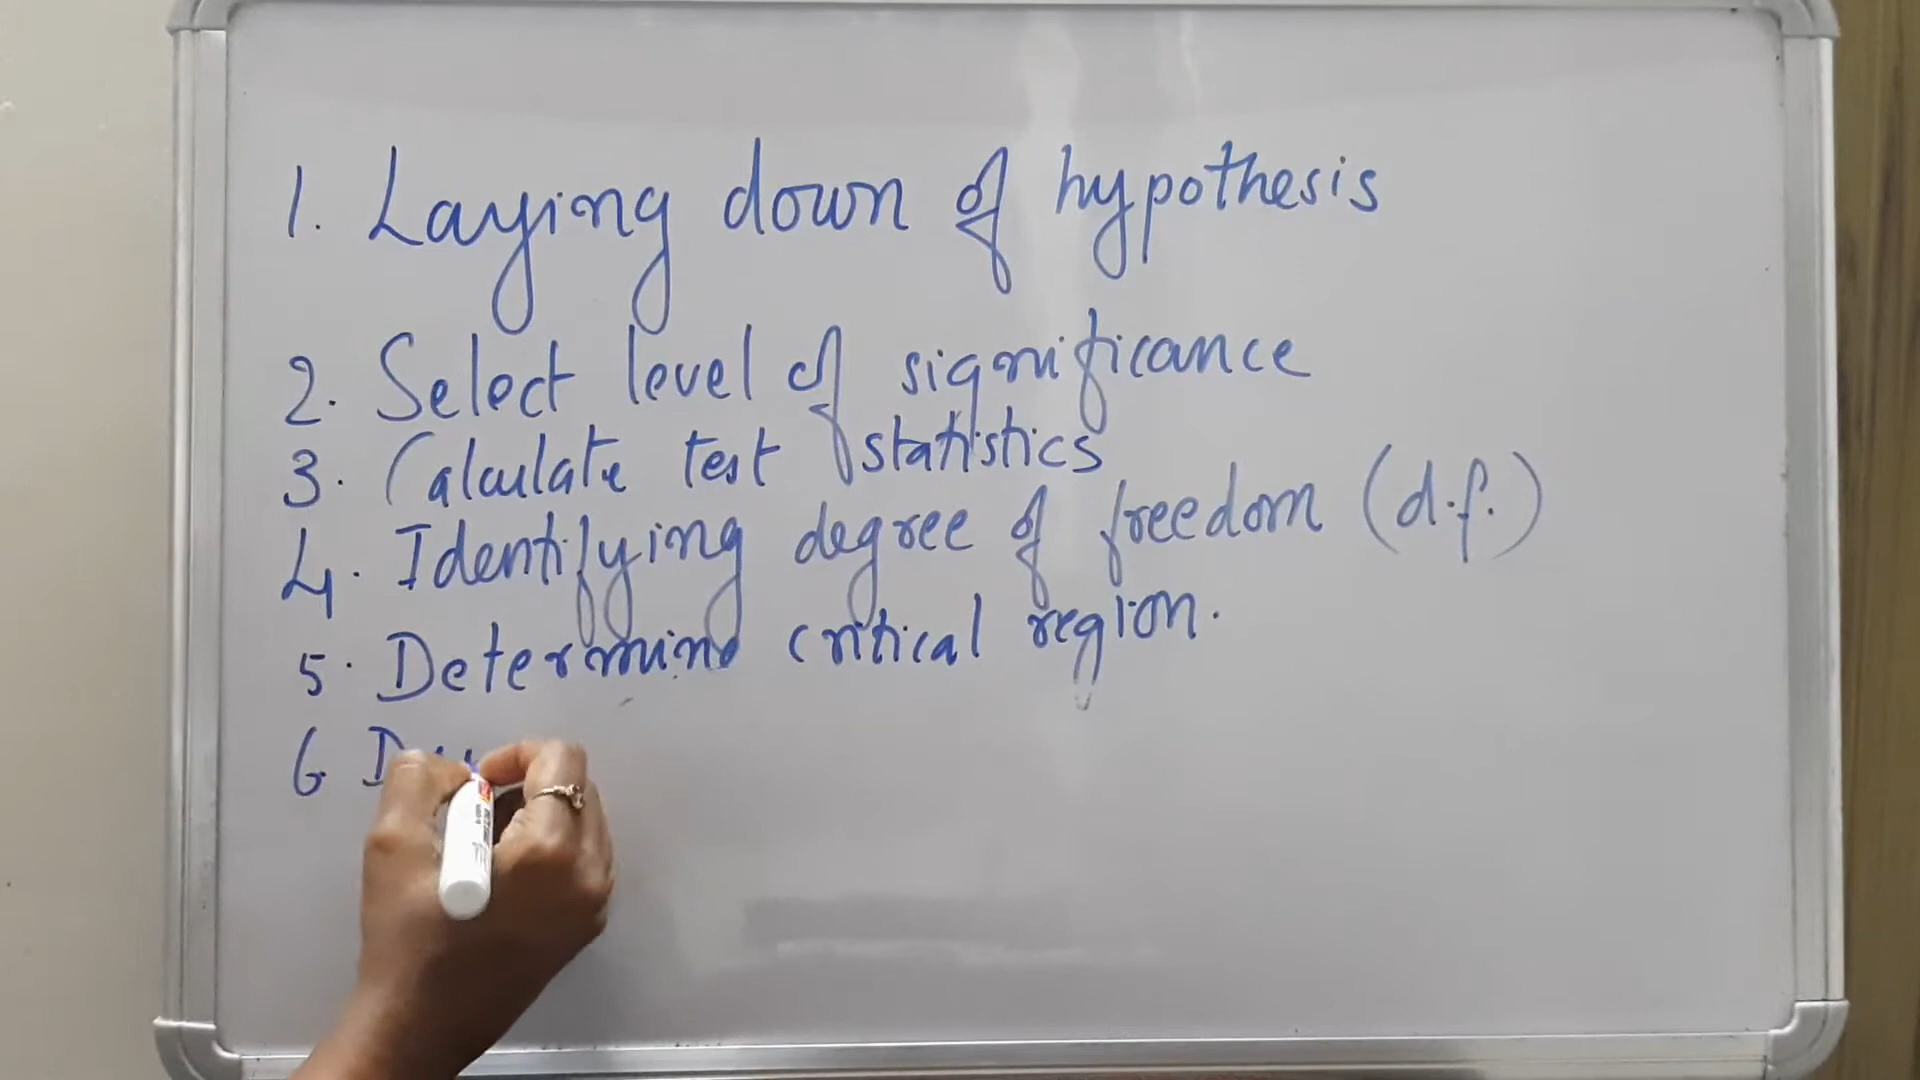 1. Laying down of hypothesis
2. Select level of significance
3. Calculate test statistics
4. Identifying degree of freedom (d.f.)
5. Determine critical region.
6